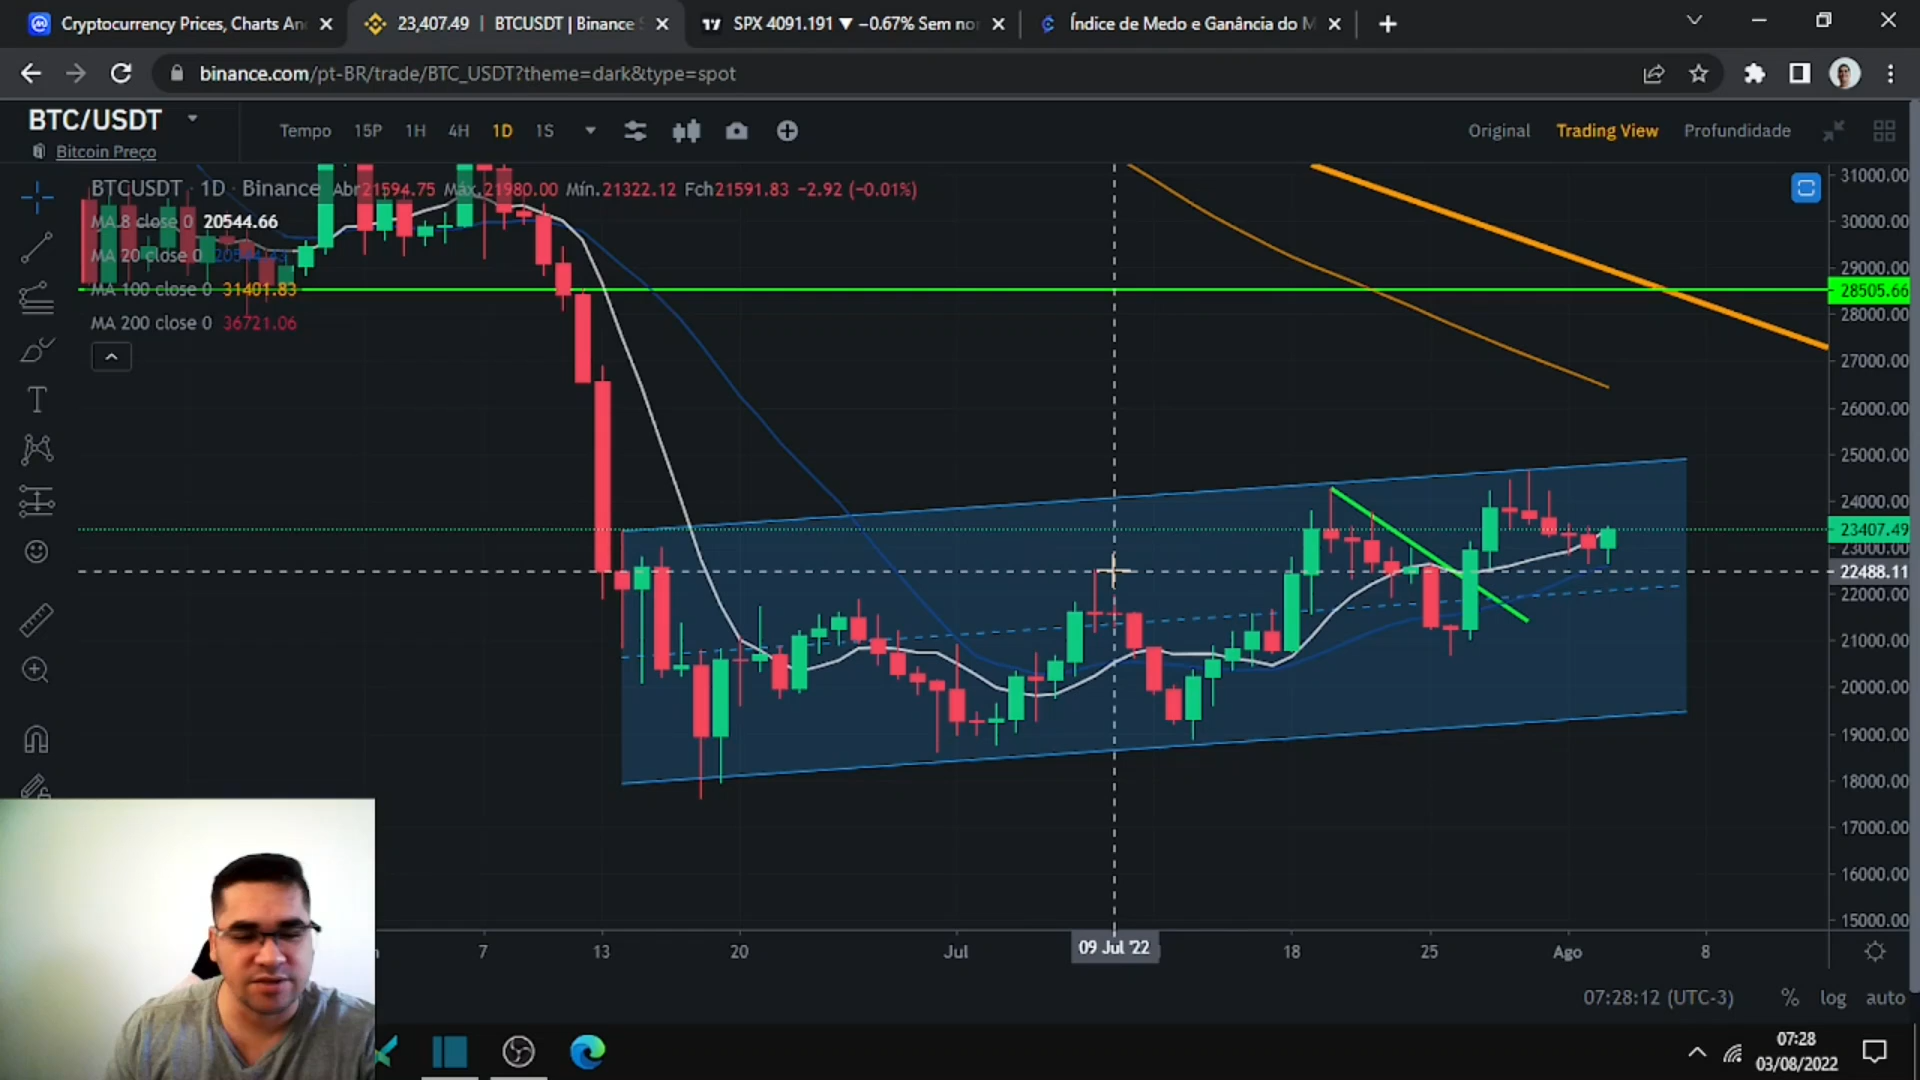 Cryptocurrency Prices, Charts An
23,407.49 | BTCUSDT | Binance S
SPX 4091.191 ▼ −0.67% Sem no
Índice de Medo e Ganância do M
binance.com/pt-BR/trade/BTC_USDT?theme=dark&type=spot
BTC/USDT
Bitcoin Preço
Tempo 15P 1H 4H 1D 1S
Original Trading View Profundidade
BTCUSDT · 1D · Binance Abr21594.75 Máx.21980.00 Mín.21322.12 Fch21591.83 −2.92 (−0.01%)
MA 8 close 0 20544.66
MA 20 close 0
MA 100 close 0 31401.83
MA 200 close 0 36721.06
31000.00
30000.00
29000.00
28505.66
28000.00
27000.00
26000.00
25000.00
24000.00
23407.49
23000.00
22488.11
22000.00
21000.00
20000.00
19000.00
18000.00
17000.00
16000.00
15000.00
7 13 20 Jul 09 Jul '22 18 25 Ago 8
07:28:12 (UTC-3) % log auto
07:28
03/08/2022